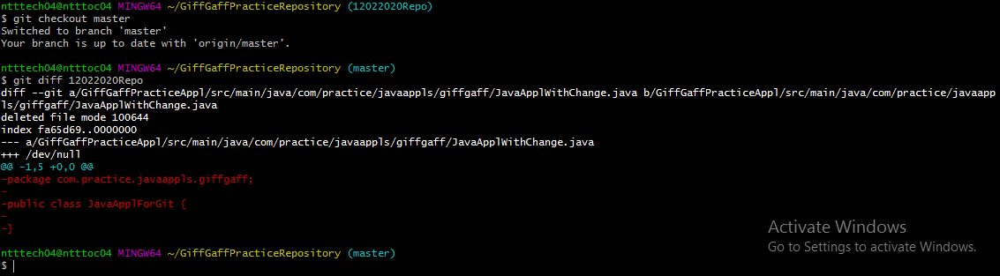 ntttech04@ntttoc04 MINGW64 ~/GiffGaffPracticeRepository (12022020Repo)
$ git checkout master
Switched to branch 'master'
Your branch is up to date with 'origin/master'.
ntttech04@ntttoc04 MINGW64 ~/GiffGaffPracticeRepository (master)
$ git diff 12022020Repo
diff --git a/GiffGaffPracticeAppl/src/main/java/com/practice/javaappls/giffgaff/JavaApplWithChange.java b/GiffGaffPracticeAppl/src/main/java/com/practice/javaapp
ls/giffgaff/JavaApplWithChange.java
deleted file mode 100644
index fa65d69..0000000
--- a/GiffGaffPracticeAppl/src/main/java/com/practice/javaappls/giffgaff/JavaApplWithChange.java
+++ /dev/null
@@ -1,5 +0,0 @@
-package com.practice.javaappls.giffgaff;
-
-public class JavaApplForGit {
-
-}
Activate Windows
Go to Settings to activate Windows.
ntttech04@ntttoc04 MINGW64 ~/GiffGaffPracticeRepository (master)
$